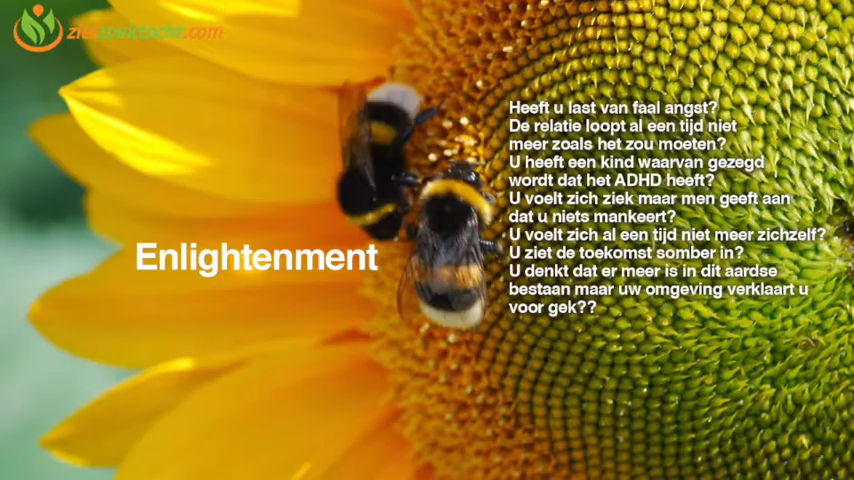 zielzoektocht.com
Heeft u last van faal angst?
De relatie loopt al een tijd niet
meer zoals het zou moeten?
U heeft een kind waarvan gezegd
wordt dat het ADHD heeft?
U voelt zich ziek maar men geeft aan
dat u niets mankeert?
U voelt zich al een tijd niet meer zichzelf?
U ziet de toekomst somber in?
U denkt dat er meer is in dit aardse
bestaan maar uw omgeving verklaart u
voor gek??
Enlightenment